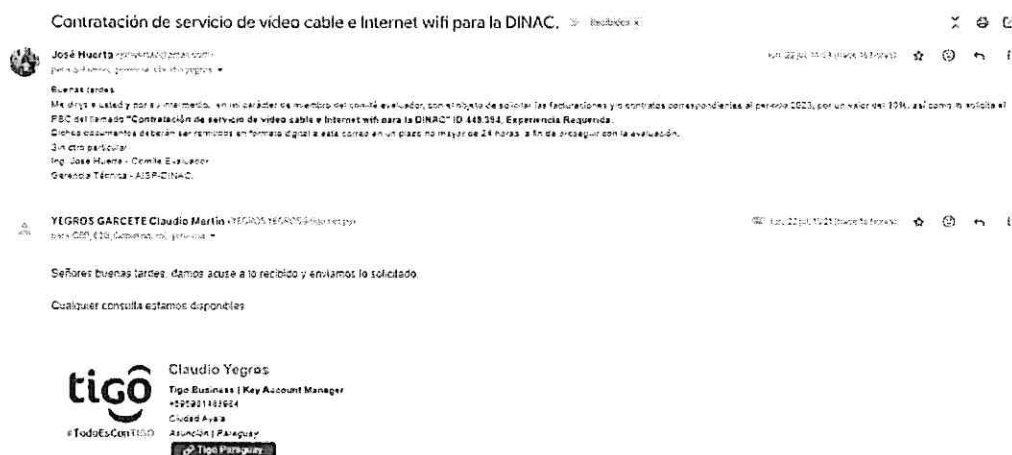 Contratación de servicio de vídeo cable e Internet wifi para la DINAC.
Recibidos x
José Huerta
Buenas tardes
Me dirijo a usted y por su intermedio, en mi carácter de miembro del comité evaluador, con el objeto de solicitar las facturaciones y/o contratos correspondientes al periodo 2023, por un valor del 10%, así como lo solicita el
PBC del llamado "Contratación de servicio de vídeo cable e Internet wifi para la DINAC" ID 449.394, Experiencia Requerida.
Dichos documentos deberán ser remitidos en formato digital a este correo en un plazo no mayor de 24 horas, a fin de proseguir con la evaluación.
Sin otro particular
Ing. José Huerta - Comité Evaluador
Gerencia Técnica - AISP-DINAC.
YEGROS GARCETE Claudio Martin
Señores buenas tardes, damos acuse a lo recibido y enviamos lo solicitado.
Cualquier consulta estamos disponibles
tigo
#TodoEsConTIGO
Claudio Yegros
Tigo Business | Key Account Manager
Ciudad Ayala
Asunción | Paraguay
Tigo Paraguay